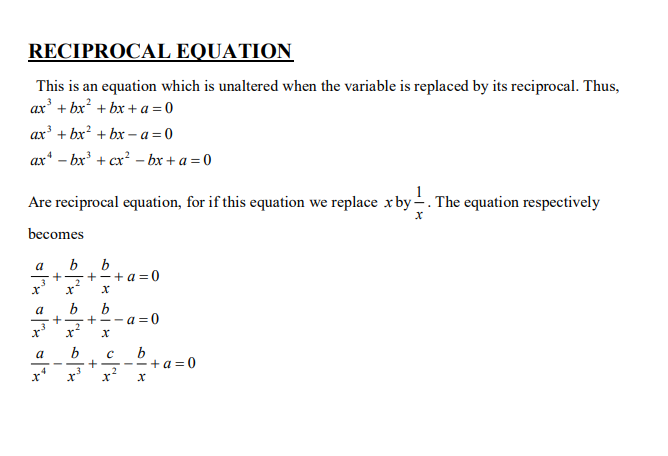 RECIPROCAL EQUATION
This is an equation which is unaltered when the variable is replaced by its reciprocal. Thus,
ax³ + bx² + bx + a = 0
ax³ + bx² + bx − a = 0
ax⁴ − bx³ + cx² − bx + a = 0
Are reciprocal equation, for if this equation we replace x by 1/x. The equation respectively
becomes
a/x³ + b/x² + b/x + a = 0
a/x³ + b/x² + b/x − a = 0
a/x⁴ − b/x³ + c/x² − b/x + a = 0